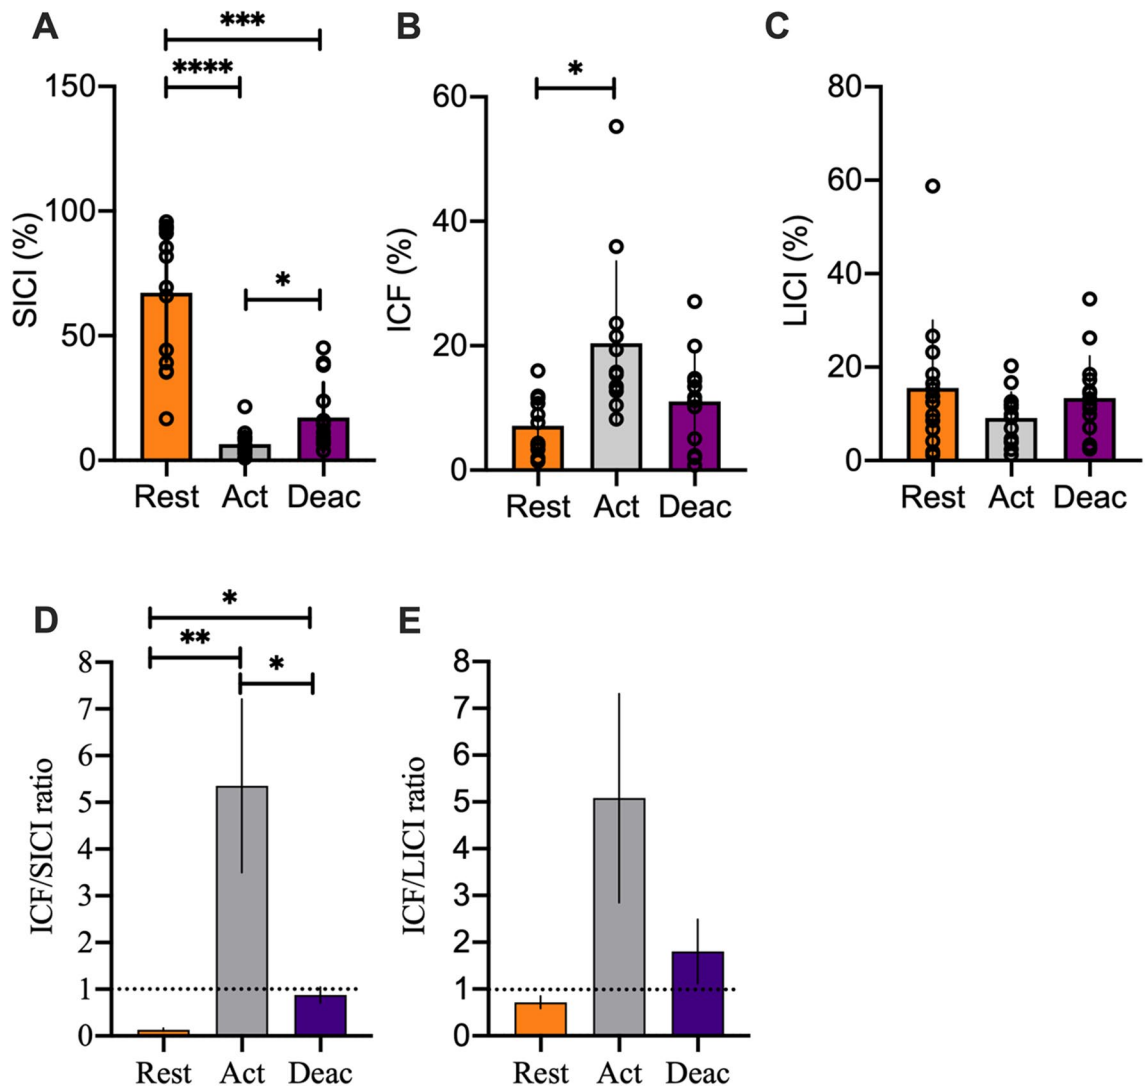 A
B
C
***
****
*
*
SICI (%)
150
100
50
0
Rest Act Deac
ICF (%)
60
40
20
0
Rest Act Deac
LICI (%)
80
60
40
20
0
Rest Act Deac
D
E
*
**
*
ICF/SICI ratio
8
7
6
5
4
3
2
1
0
Rest Act Deac
ICF/LICI ratio
8
7
6
5
4
3
2
1
0
Rest Act Deac